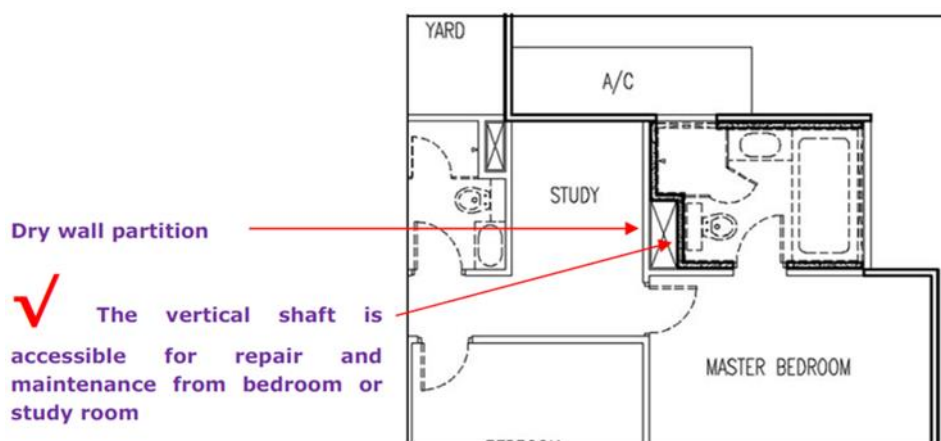 YARD
A/C
STUDY
Dry wall partition
√ The vertical shaft is
accessible for repair and
maintenance from bedroom or
study room
MASTER BEDROOM